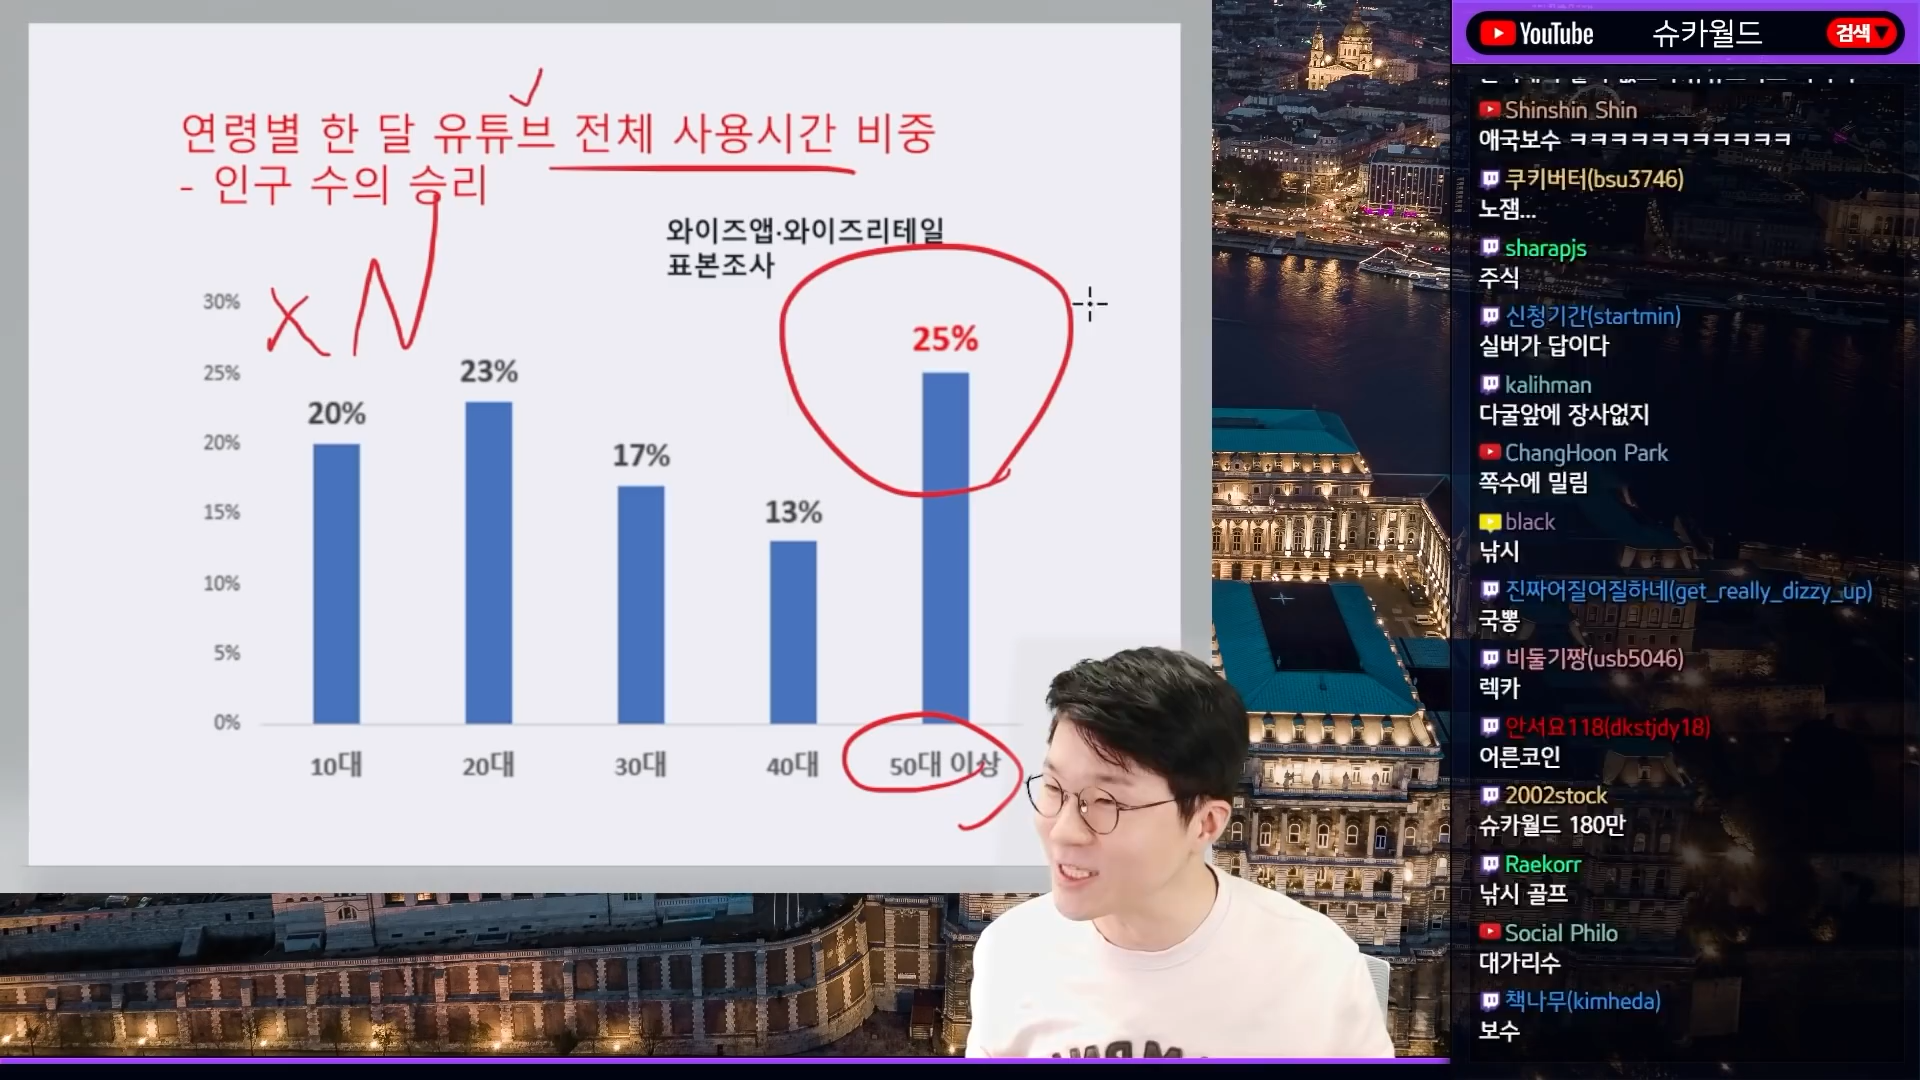 연령별 한 달 유튜브 전체 사용시간 비중
- 인구 수의 승리
와이즈앱·와이즈리테일
표본조사
x N
30%
25%
20%
15%
10%
5%
0%
20%
23%
17%
13%
25%
10대
20대
30대
40대
50대 이상
YouTube 슈카월드 검색▼
Shinshin Shin
애국보수 ㅋㅋㅋㅋㅋㅋㅋㅋㅋㅋㅋ
쿠키버터(bsu3746)
노잼...
sharapjs
주식
신청기간(startmin)
실버가 답이다
kalihman
다굴앞에 장사없지
ChangHoon Park
쪽수에 밀림
black
낚시
진짜어질어질하네(get_really_dizzy_up)
국뽕
비둘기짱(usb5046)
렉카
안서요118(dkstjdy18)
어른코인
2002stock
슈카월드 180만
Raekorr
낚시 골프
Social Philo
대가리수
책나무(kimheda)
보수